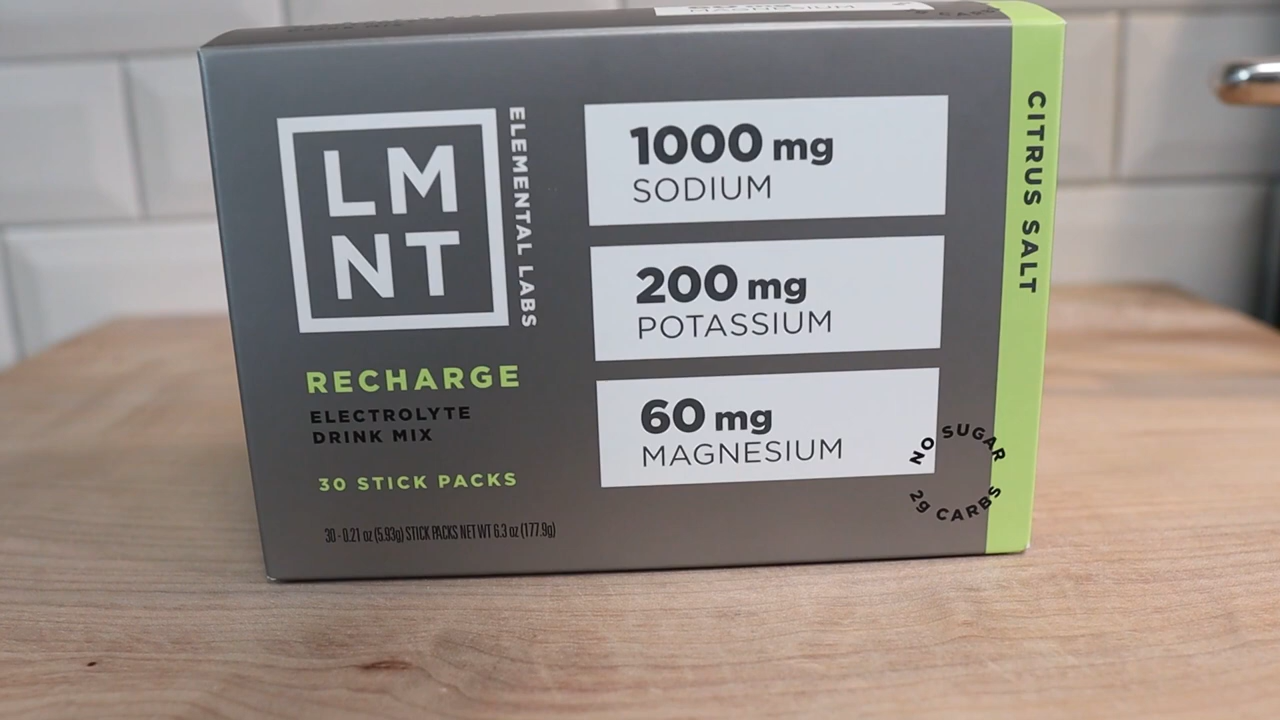 MAGNESIUM
LM
NT
ELEMENTAL LABS
RECHARGE
ELECTROLYTE
DRINK MIX
30 STICK PACKS
30 - 0.21 oz (5.93g) STICK PACKS NET WT 6.3 oz (177.9g)
1000 mg
SODIUM
200 mg
POTASSIUM
60 mg
MAGNESIUM
NO SUGAR
2g CARBS
CITRUS SALT